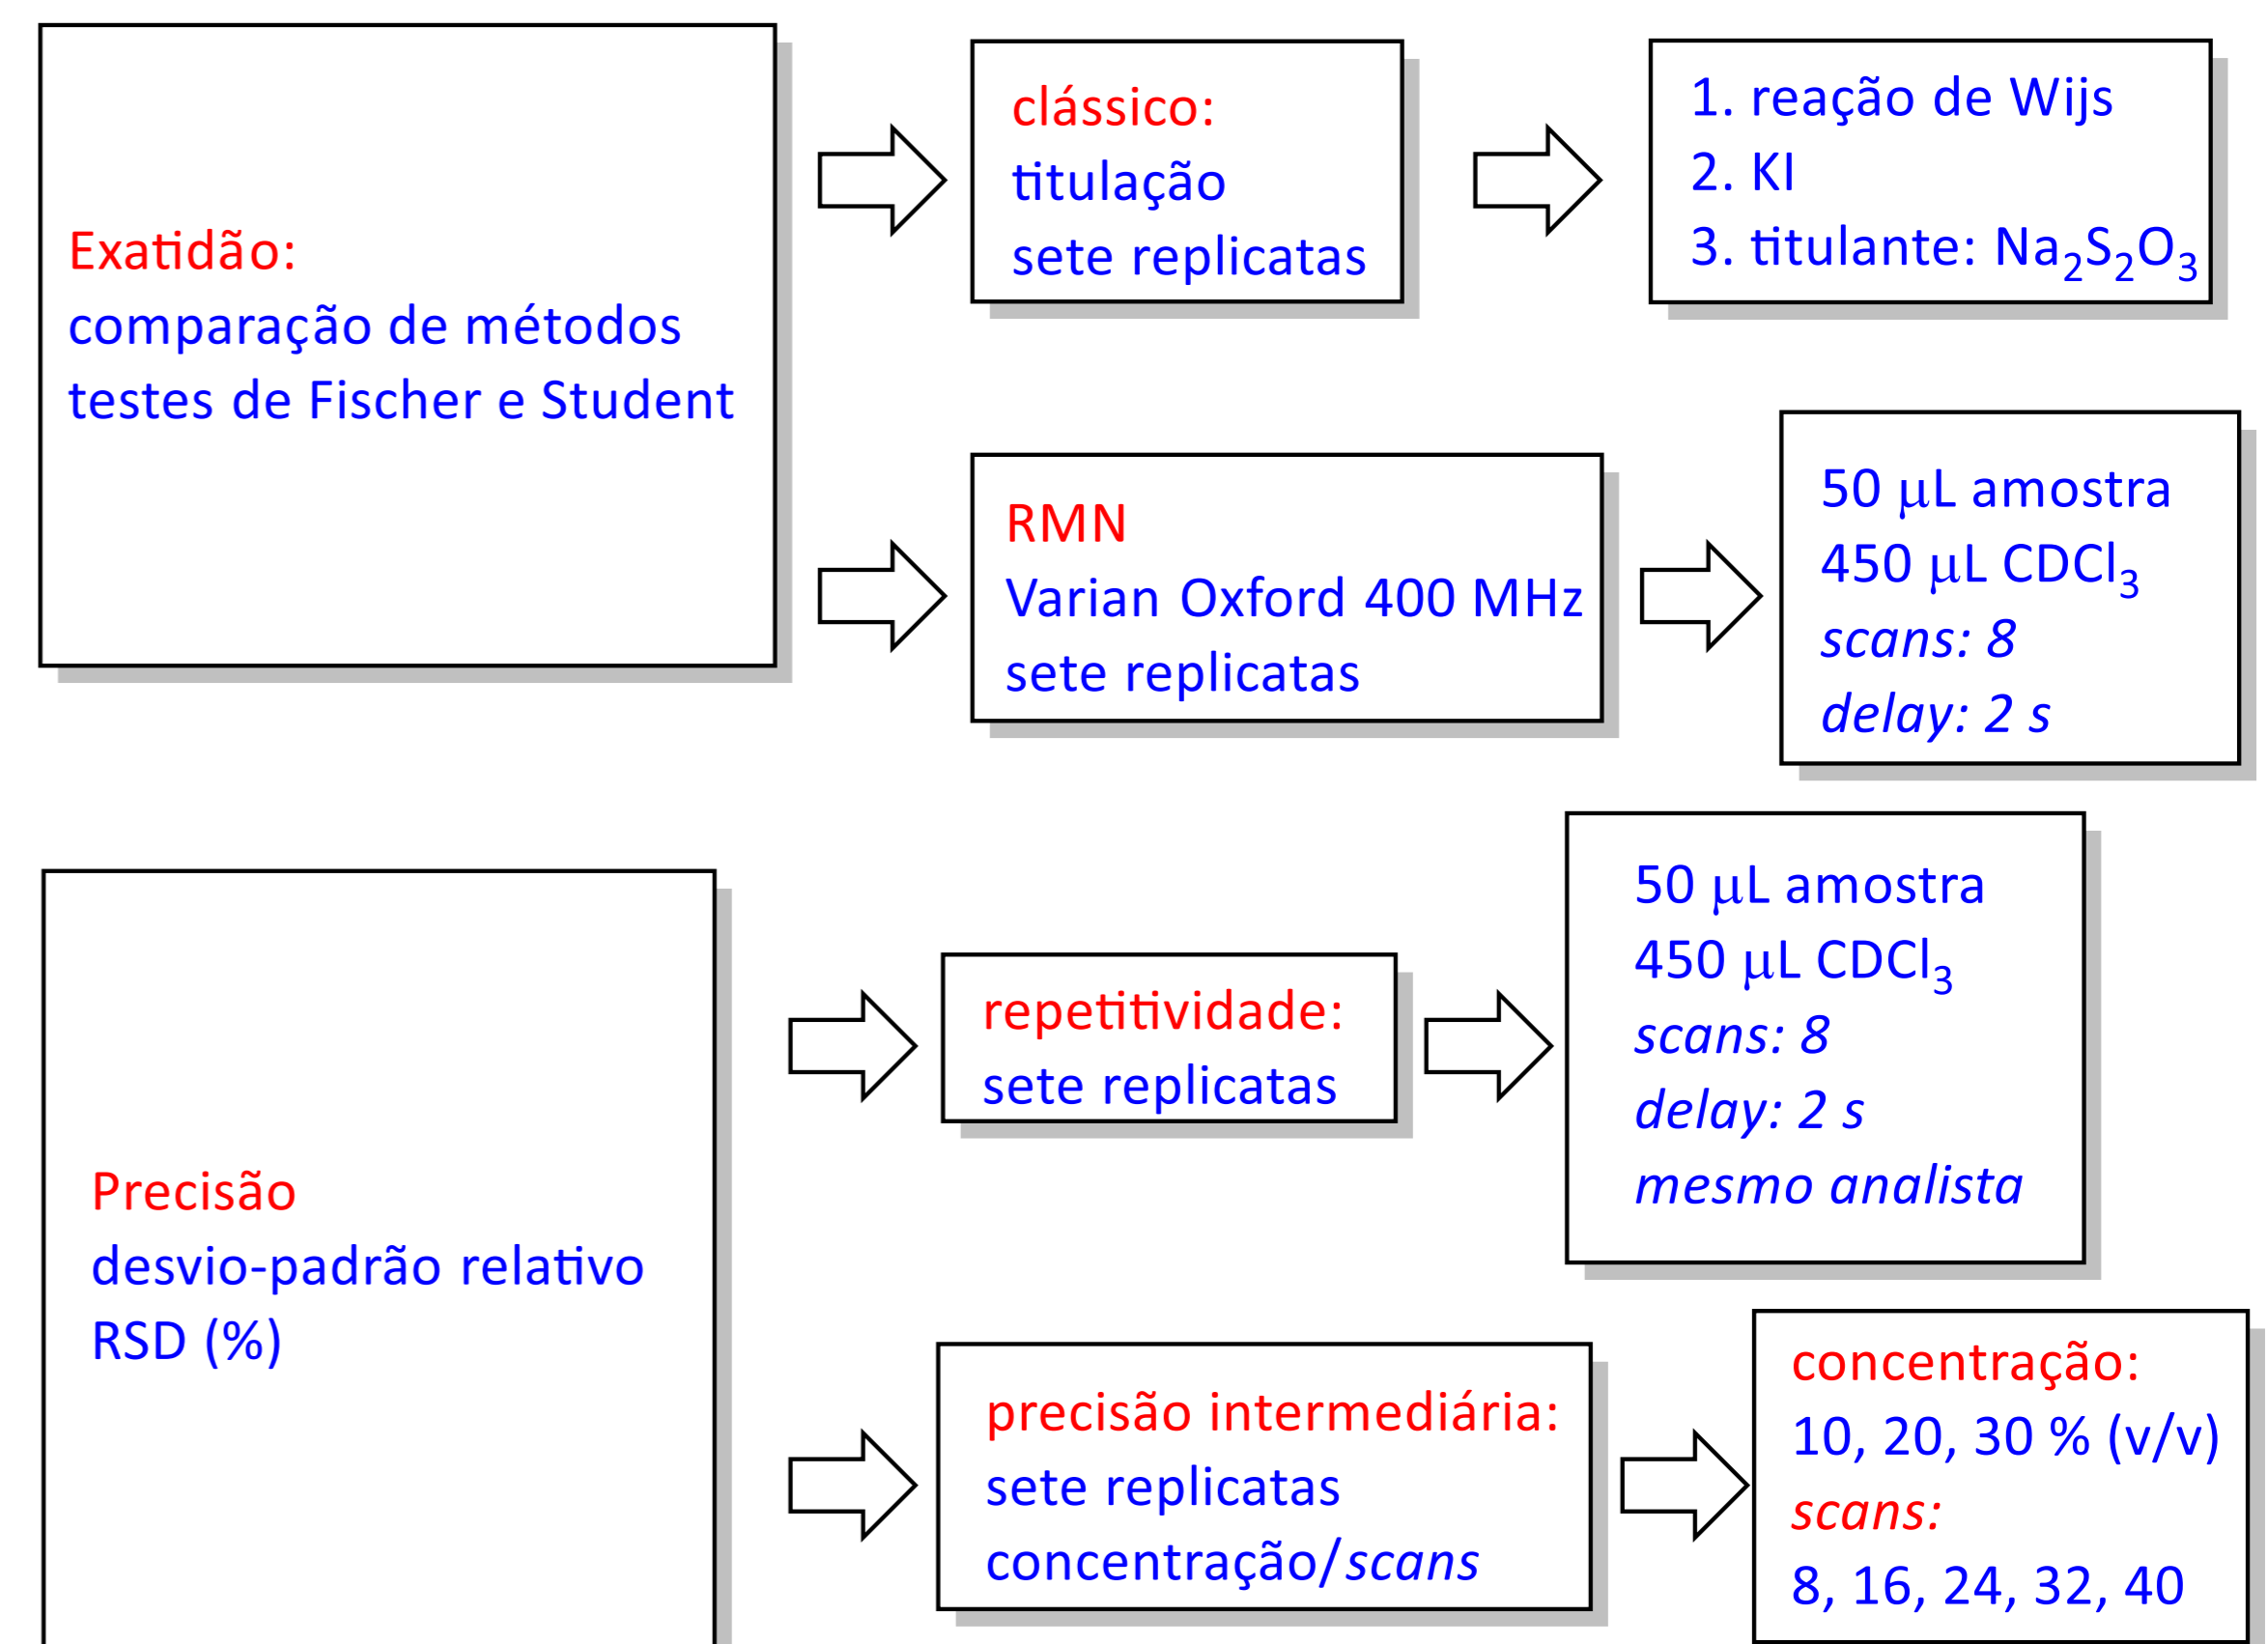 Exatidão:
comparação de métodos
testes de Fischer e Student
clássico:
titulação
sete replicatas
1. reação de Wijs
2. KI
3. titulante: Na₂S₂O₃
RMN
Varian Oxford 400 MHz
sete replicatas
50 μL amostra
450 μL CDCl₃
scans: 8
delay: 2 s
Precisão
desvio-padrão relativo
RSD (%)
repetitividade:
sete replicatas
50 μL amostra
450 μL CDCl₃
scans: 8
delay: 2 s
mesmo analista
precisão intermediária:
sete replicatas
concentração/scans
concentração:
10, 20, 30 % (v/v)
scans:
8, 16, 24, 32, 40